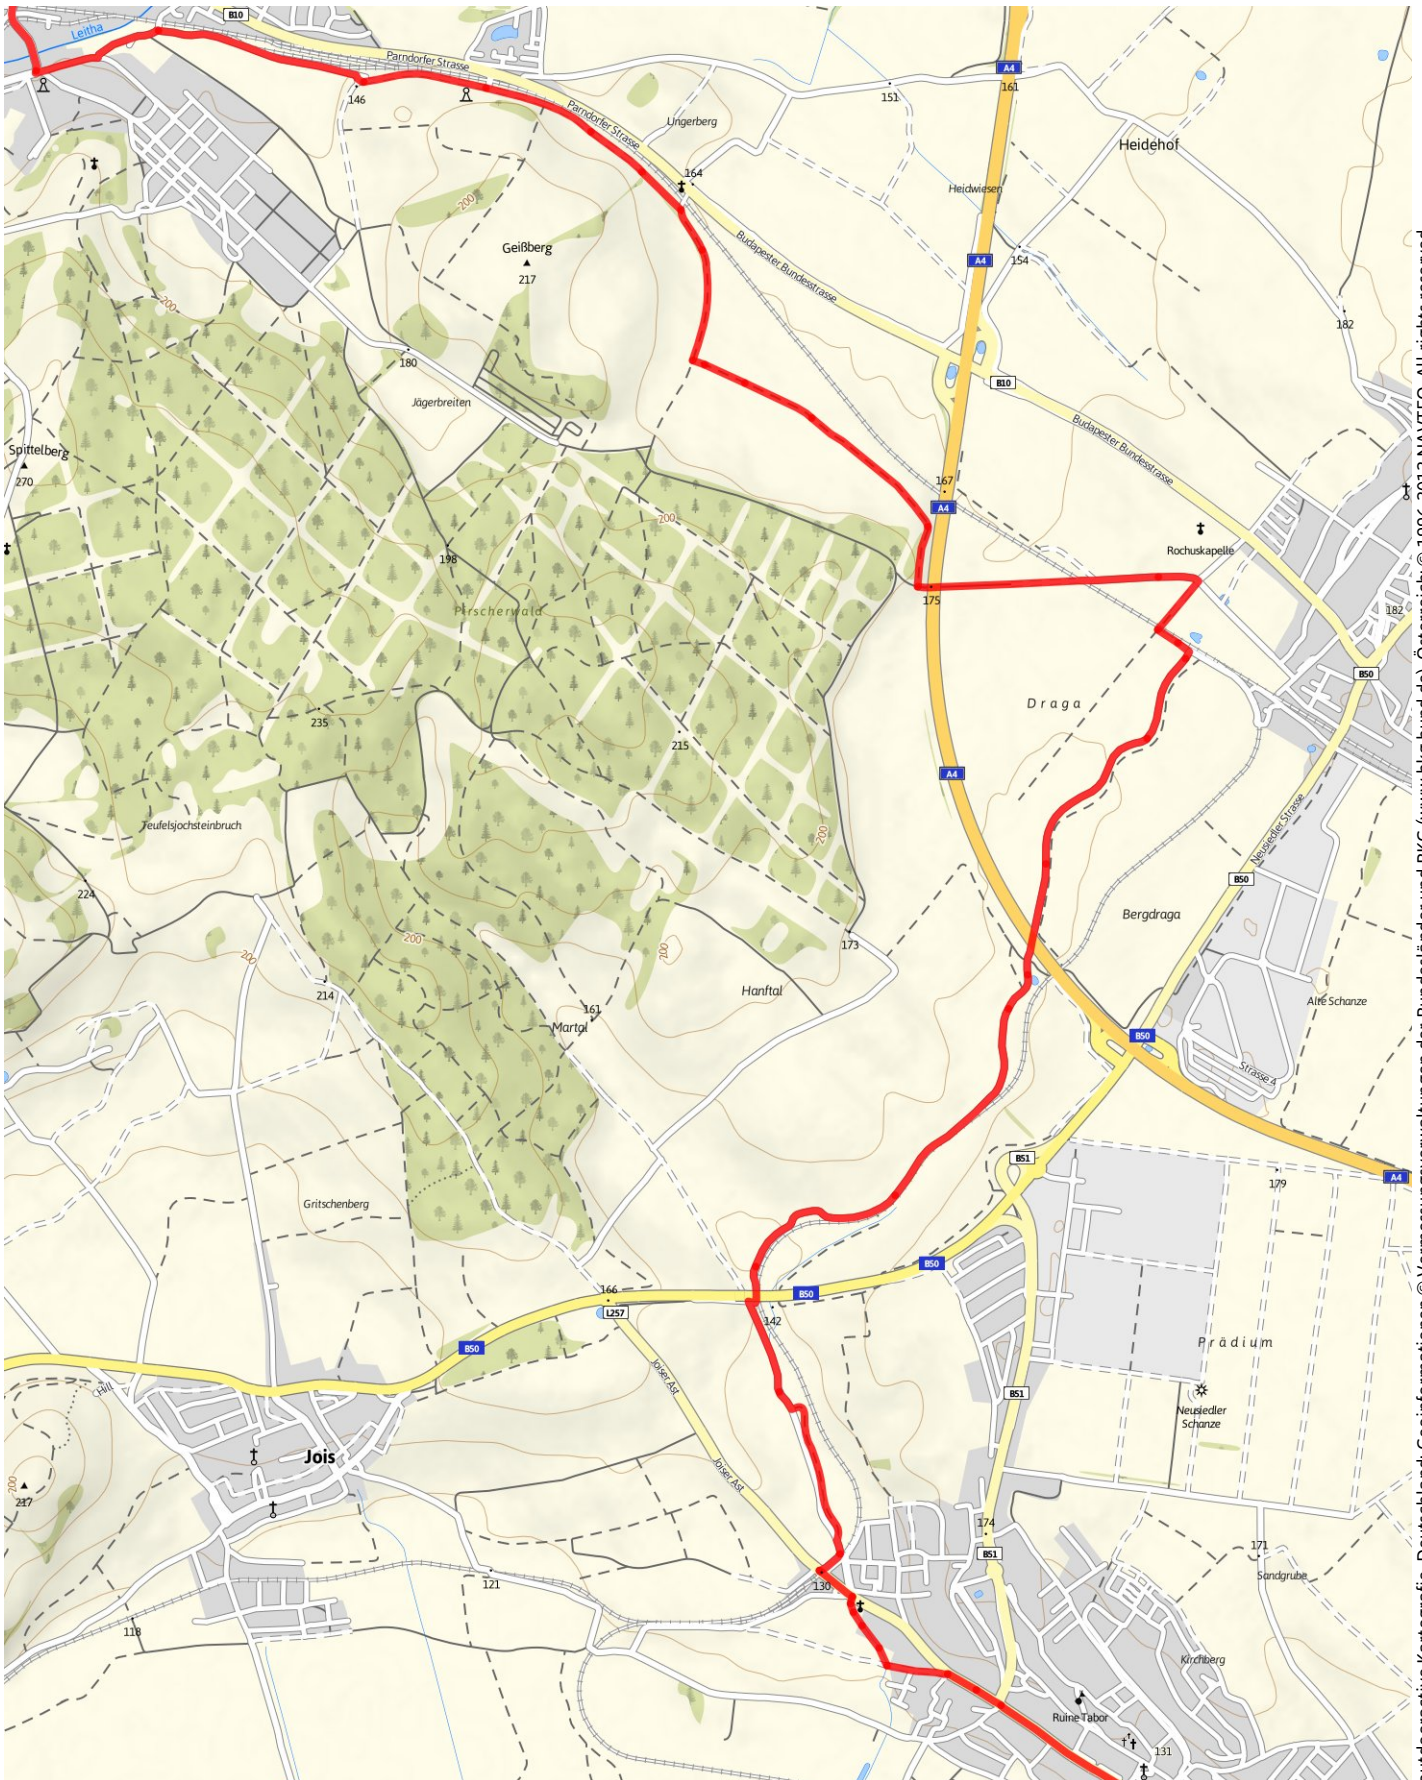 B10
Leitha
Parndorfer Strasse
A4
161
146
151
Parndorfer Strasse
Ungerberg
Heidehof
164
Heidwiesen
200
Geißberg
217
Budapester Bundesstrasse
A4
154
200
182
180
B10
Jägerbreiten
Budapester Bundesstrasse
Spittelberg
270
167
A4
200
Rochuskapelle
198
175
Pirscherwald
182
B50
Draga
235
215
A4
Teufelsjochsteinbruch
200
Neusiedler Strasse
B50
224
Bergdraga
200
200
200
173
214
Hanftal
161
Martal
Alte Schanze
B50
Strasse 4
B51
179
A4
Gritschenberg
B50
166
B50
L257
142
B50
Prädium
Joiser Ast
Hill
B51
Neusiedler
Schanze
Jois
200
217
Joiser Ast
174
B51
171
Sandgrube
121
130
118
Kirchberg
Ruine Tabor
131